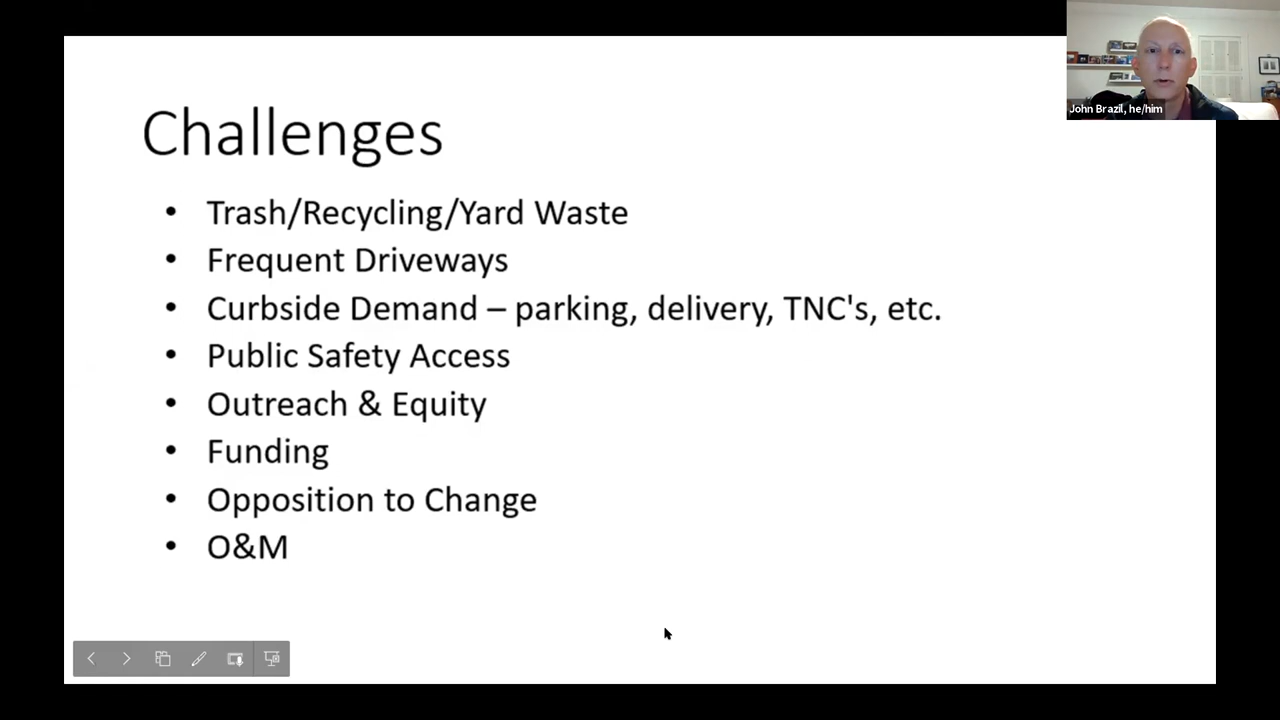 John Brazil, he/him
Challenges
• Trash/Recycling/Yard Waste
• Frequent Driveways
• Curbside Demand – parking, delivery, TNC's, etc.
• Public Safety Access
• Outreach & Equity
• Funding
• Opposition to Change
• O&M